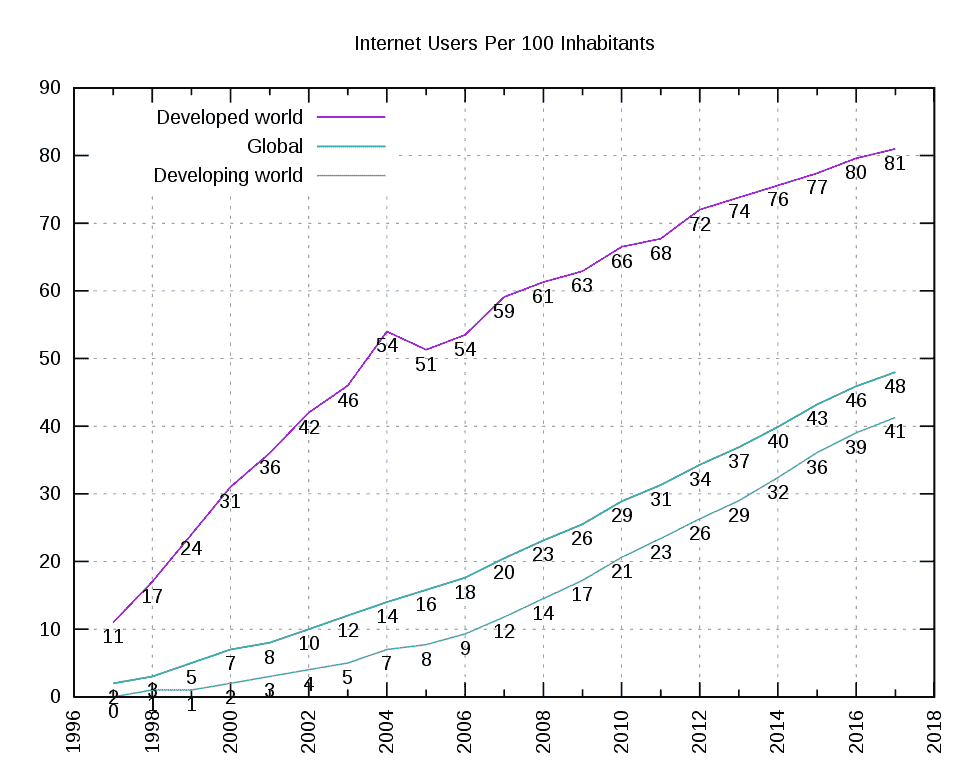 Internet Users Per 100 Inhabitants
Developed world
Global
Developing world
90
80
70
60
50
40
30
20
10
0
11 17 24 31 36 42 46 54 51 54 59 61 63 66 68 72 74 76 77 80 81
2 3 5 7 8 10 12 14 16 18 20 23 26 29 31 34 37 40 43 46 48
0 1 1 2 3 4 5 7 8 9 12 14 17 21 23 26 29 32 36 39 41
1996 1998 2000 2002 2004 2006 2008 2010 2012 2014 2016 2018